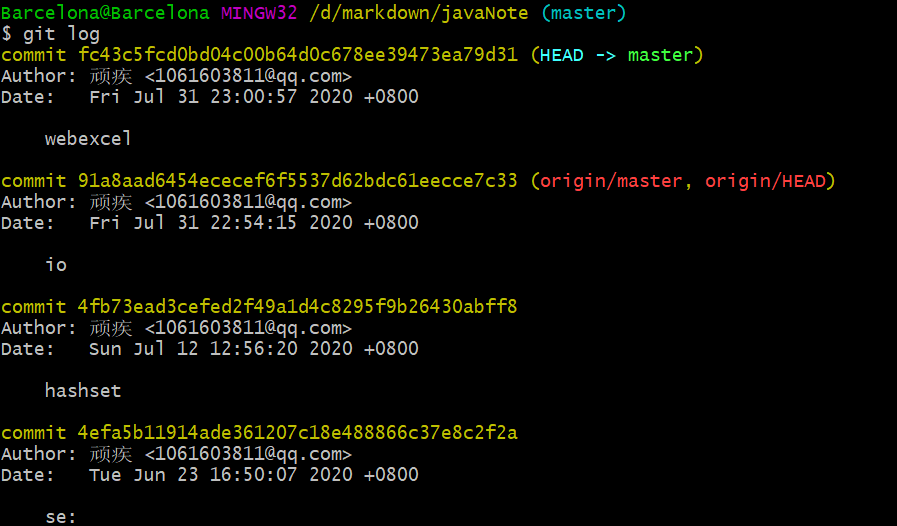 Barcelona@Barcelona MINGW32 /d/markdown/javaNote (master)
$ git log
commit fc43c5fcd0bd04c00b64d0c678ee39473ea79d31 (HEAD -> master)
Author: 顽疾 <1061603811@qq.com>
Date:   Fri Jul 31 23:00:57 2020 +0800
webexcel
commit 91a8aad6454ececef6f5537d62bdc61eecce7c33 (origin/master, origin/HEAD)
Author: 顽疾 <1061603811@qq.com>
Date:   Fri Jul 31 22:54:15 2020 +0800
io
commit 4fb73ead3cefed2f49a1d4c8295f9b26430abff8
Author: 顽疾 <1061603811@qq.com>
Date:   Sun Jul 12 12:56:20 2020 +0800
hashset
commit 4efa5b11914ade361207c18e488866c37e8c2f2a
Author: 顽疾 <1061603811@qq.com>
Date:   Tue Jun 23 16:50:07 2020 +0800
se: